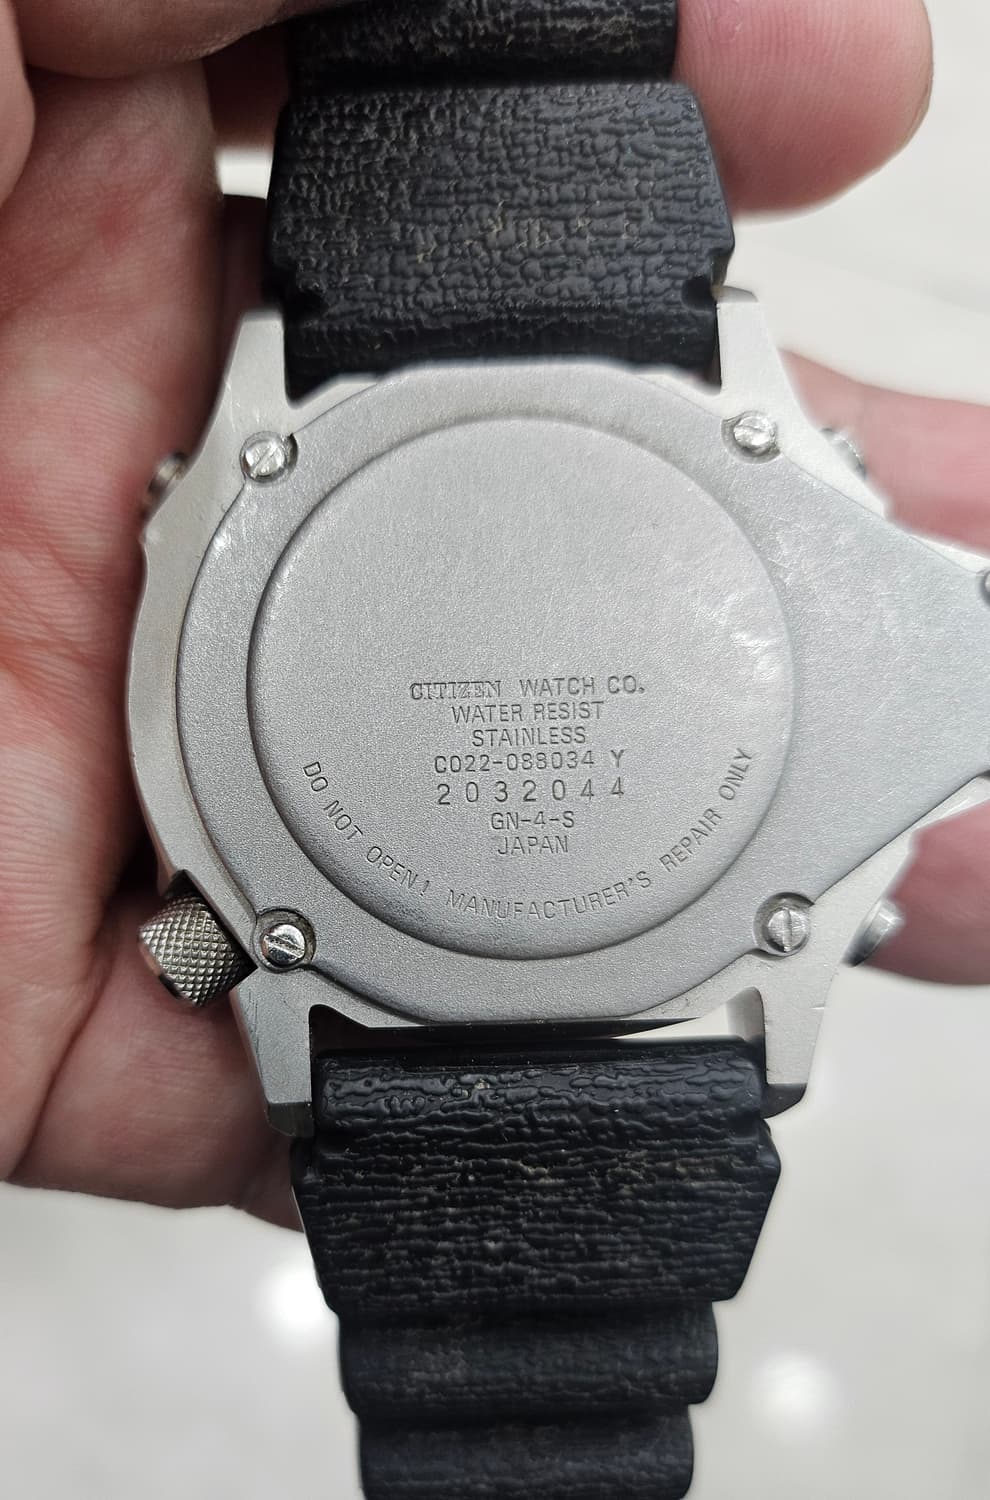 CITIZEN WATCH CO.
WATER RESIST
STAINLESS
C022-088034 Y
2032044
GN-4-S
JAPAN
DO NOT OPEN! MANUFACTURER'S REPAIR ONLY